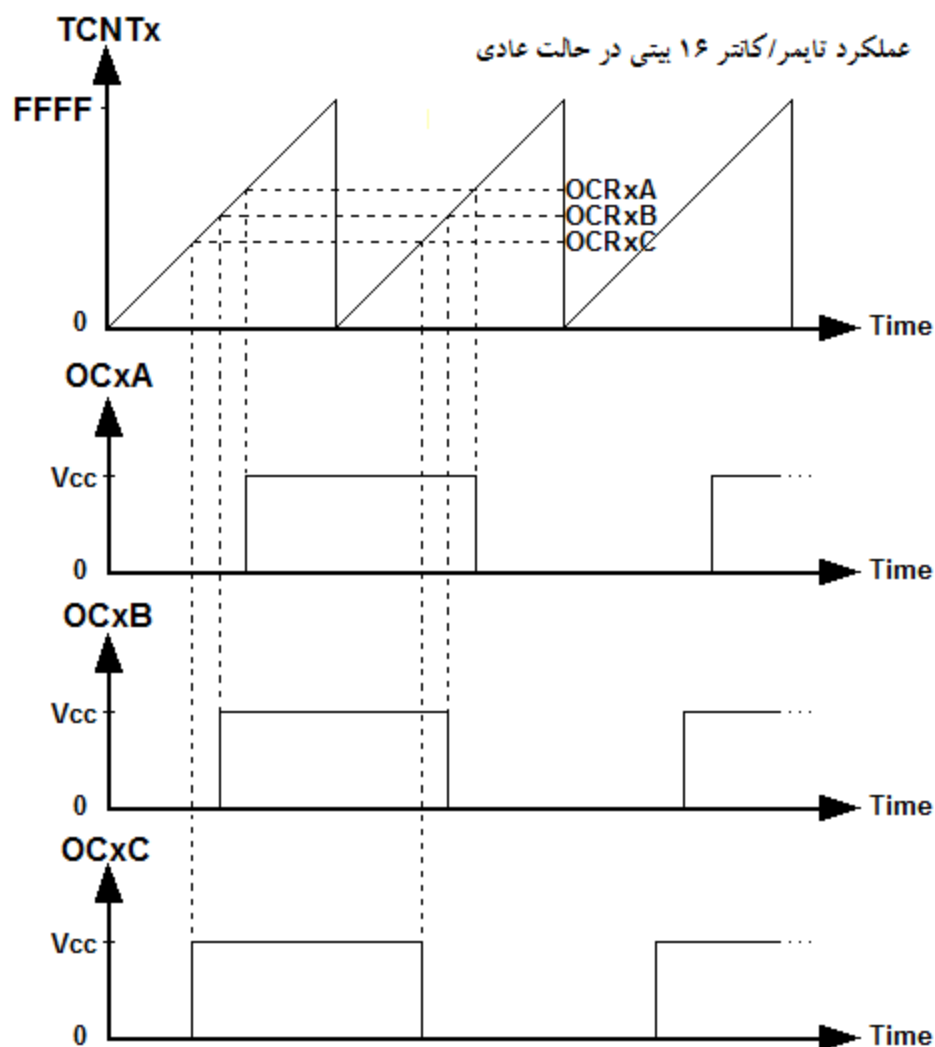 TCNTx
عملکرد تایمر/کانتر ۱۶ بیتی در حالت عادی
FFFF
OCRxA
OCRxB
OCRxC
0
Time
OCxA
Vcc
0
Time
OCxB
Vcc
0
Time
OCxC
Vcc
0
Time